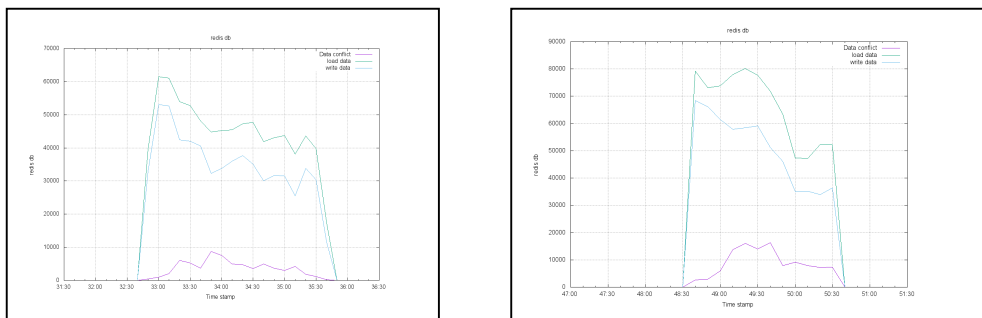 redis db
70000
60000
50000
40000
30000
20000
10000
0
redis db
Data conflict
load data
write data
31:30 32:00 32:30 33:00 33:30 34:00 34:30 35:00 35:30 36:00 36:30
Time stamp
redis db
90000
80000
70000
60000
50000
40000
30000
20000
10000
0
redis db
Data conflict
load data
write data
47:00 47:30 48:00 48:30 49:00 49:30 50:00 50:30 51:00 51:30
Time stamp